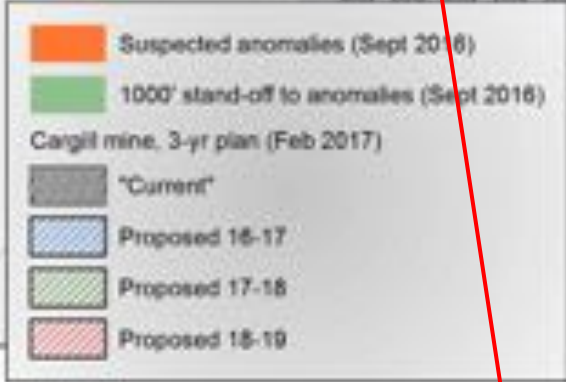 Suspected anomalies (Sept 2016)
1000' stand-off to anomalies (Sept 2016)
Cargill mine, 3-yr plan (Feb 2017)
"Current"
Proposed 16-17
Proposed 17-18
Proposed 18-19